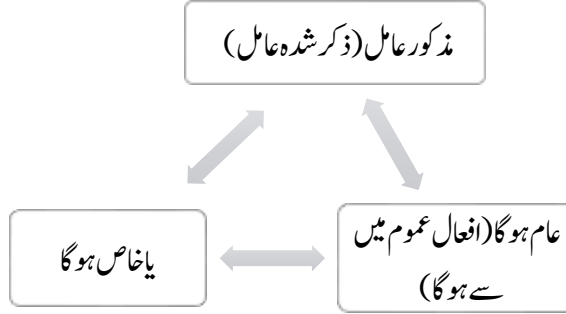 مذکور عامل (ذکر شدہ عامل)
عام ہوگا (افعال عموم میں
سے ہوگا)
یا خاص ہوگا